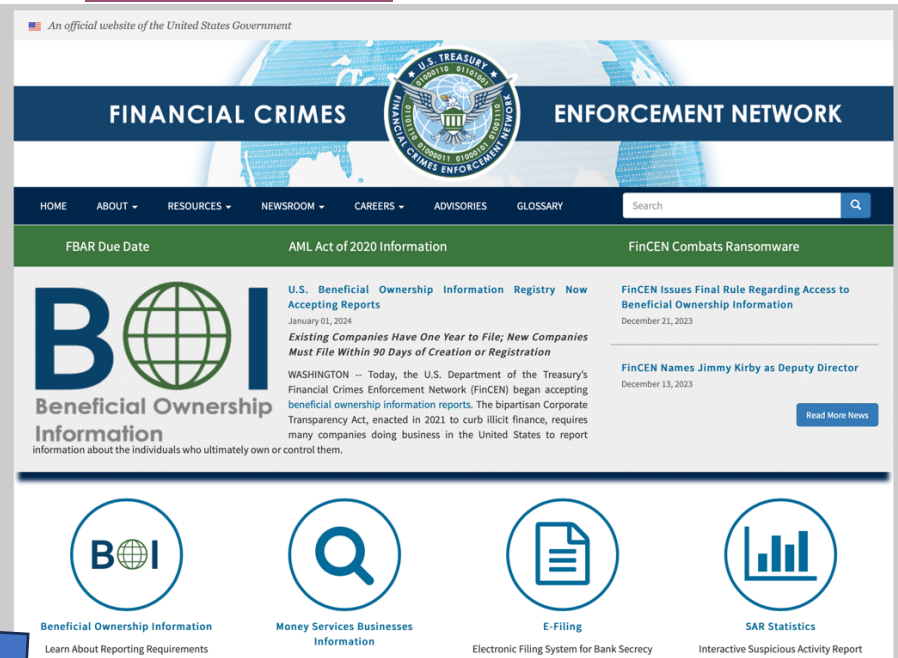 An official website of the United States Government
FINANCIAL CRIMES
ENFORCEMENT NETWORK
U.S. TREASURY
FINANCIAL CRIMES ENFORCEMENT NETWORK
HOME ABOUT RESOURCES NEWSROOM CAREERS ADVISORIES GLOSSARY Search
FBAR Due Date AML Act of 2020 Information FinCEN Combats Ransomware
BOI
Beneficial Ownership
Information
U.S. Beneficial Ownership Information Registry Now
Accepting Reports
January 01, 2024
Existing Companies Have One Year to File; New Companies
Must File Within 90 Days of Creation or Registration
WASHINGTON -- Today, the U.S. Department of the Treasury's
Financial Crimes Enforcement Network (FinCEN) began accepting
beneficial ownership information reports. The bipartisan Corporate
Transparency Act, enacted in 2021 to curb illicit finance, requires
many companies doing business in the United States to report
information about the individuals who ultimately own or control them.
FinCEN Issues Final Rule Regarding Access to
Beneficial Ownership Information
December 21, 2023
FinCEN Names Jimmy Kirby as Deputy Director
December 13, 2023
Read More News
BOI
Beneficial Ownership Information
Learn About Reporting Requirements
Money Services Businesses
Information
E-Filing
Electronic Filing System for Bank Secrecy
SAR Statistics
Interactive Suspicious Activity Report